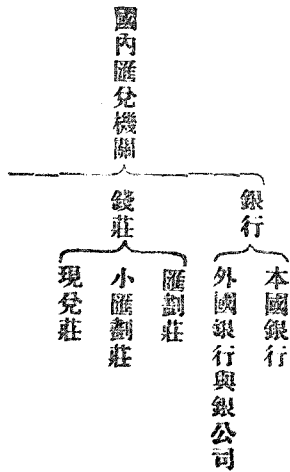 國內匯兌機關
銀行
本國銀行
外國銀行與銀公司
錢莊
匯劃莊
小匯劃莊
現兌莊